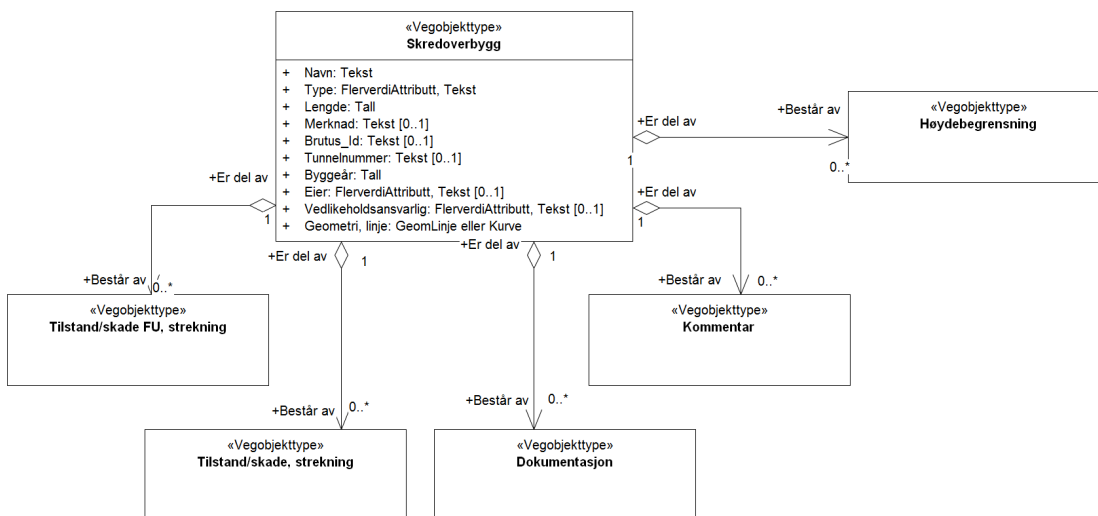 «Vegobjekttype»
Skredoverbygg
+ Navn: Tekst
+ Type: FlerverdiAttributt, Tekst
+ Lengde: Tall
+ Merknad: Tekst [0..1]
+ Brutus_Id: Tekst [0..1]
+ Tunnelnummer: Tekst [0..1]
+ Byggeår: Tall
+ Eier: FlerverdiAttributt, Tekst [0..1]
+ Vedlikeholdsansvarlig: FlerverdiAttributt, Tekst [0..1]
+ Geometri, linje: GeomLinje eller Kurve
+Er del av
1
+Består av
0..*
«Vegobjekttype»
Høydebegrensning
+Er del av
1
+Består av
0..*
«Vegobjekttype»
Kommentar
+Er del av
1
+Består av
0..*
«Vegobjekttype»
Tilstand/skade FU, strekning
+Er del av
1
+Består av
0..*
«Vegobjekttype»
Tilstand/skade, strekning
+Er del av
1
+Består av
0..*
«Vegobjekttype»
Dokumentasjon